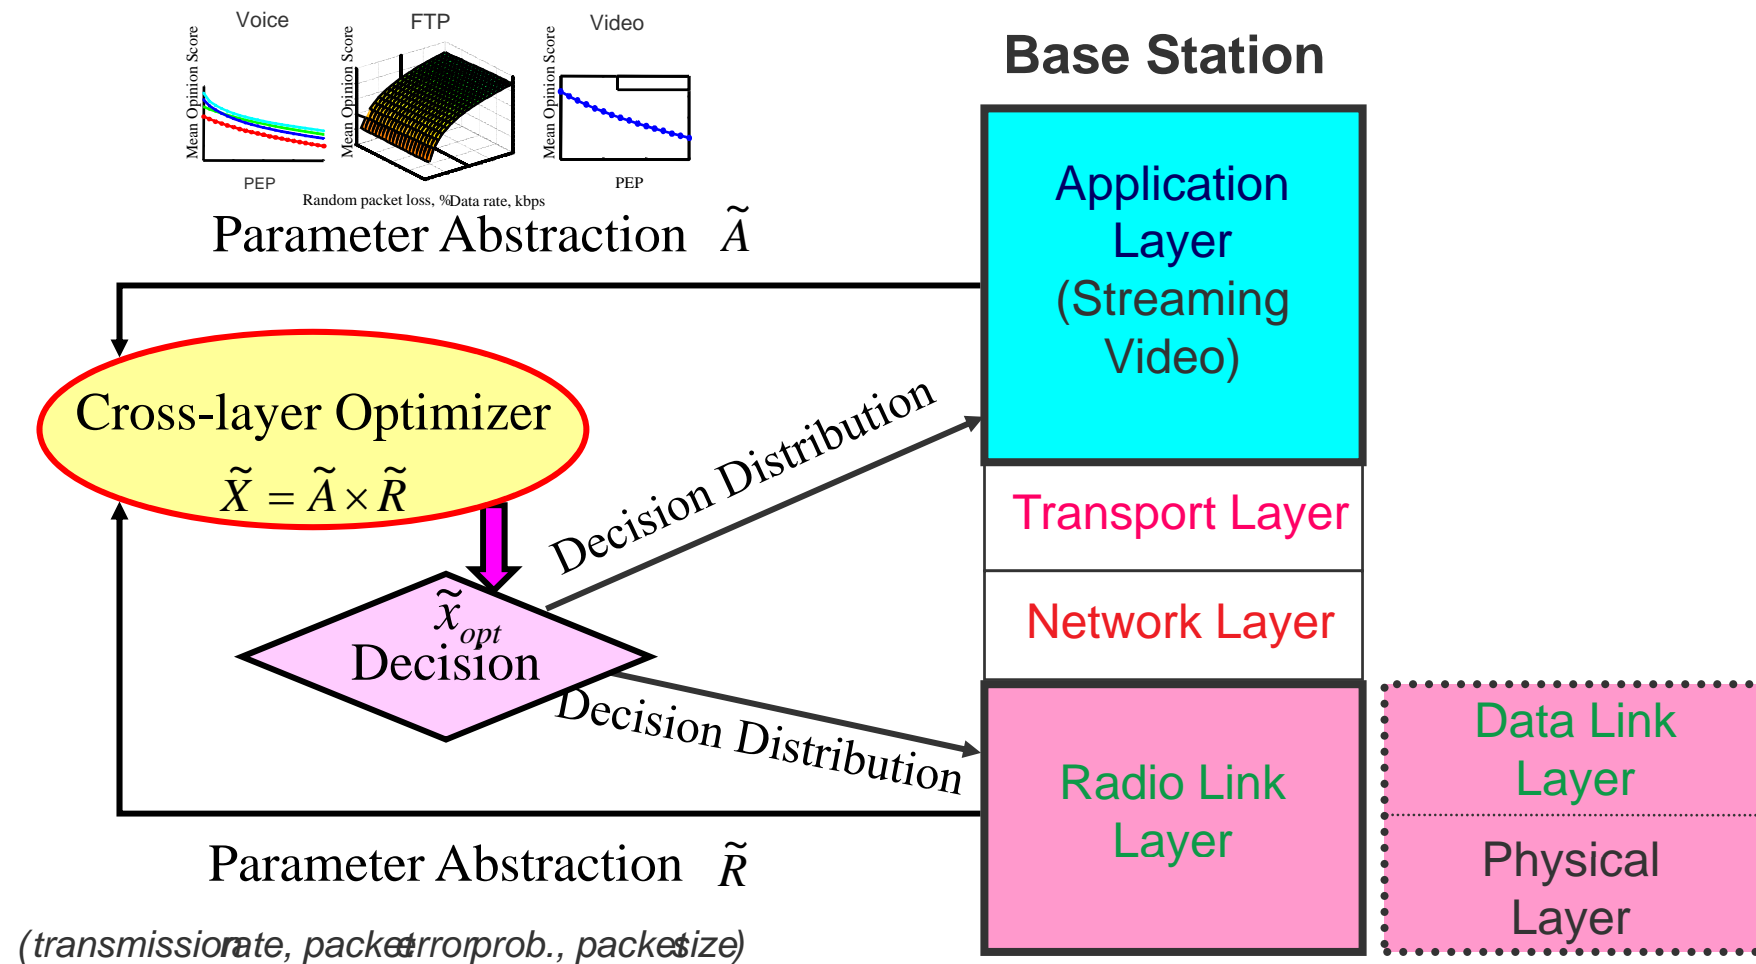 Voice
FTP
Video
Mean Opinion Score
Mean Opinion Score
Mean Opinion Score
PEP
Random packet loss, %
Data rate, kbps
PEP
Parameter Abstraction Ã
Base Station
Application
Layer
(Streaming
Video)
Transport Layer
Network Layer
Radio Link
Layer
Data Link
Layer
Physical
Layer
Cross-layer Optimizer
X̃ = Ã × R̃
x̃opt
Decision
Decision Distribution
Decision Distribution
Parameter Abstraction R̃
(transmission rate, packet error prob., packet size)